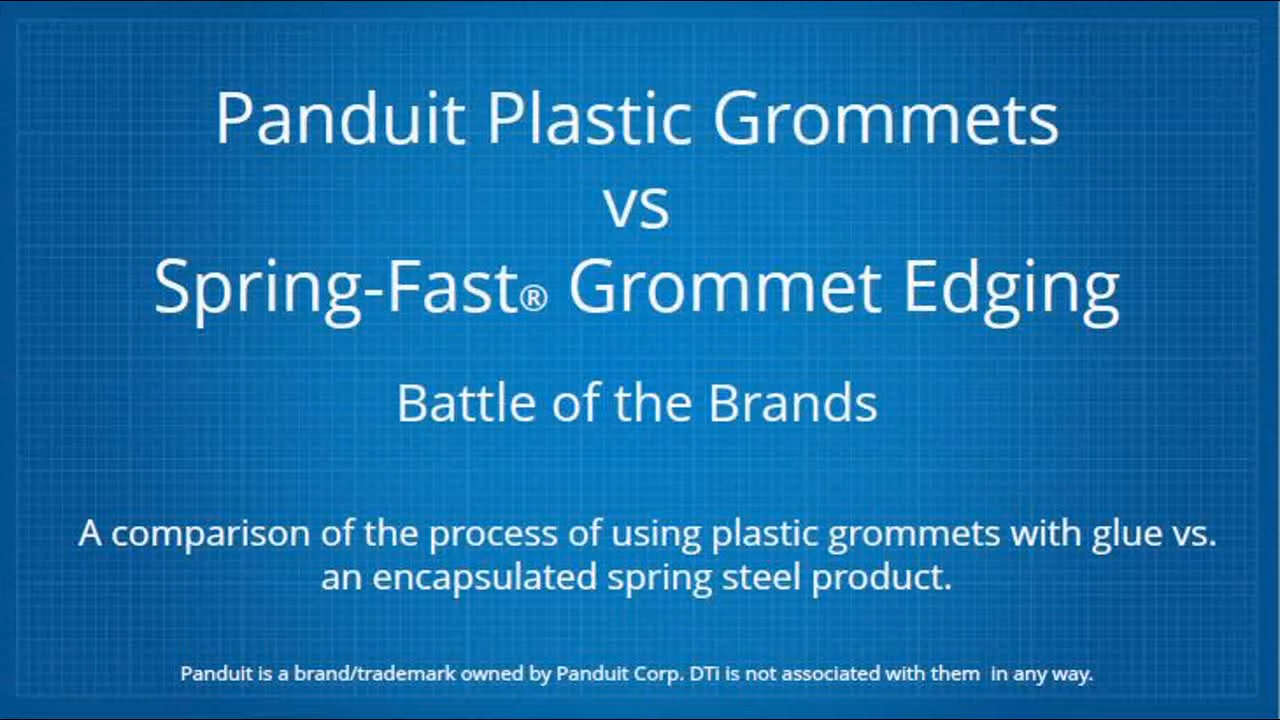 Panduit Plastic Grommets
vs
Spring-Fast® Grommet Edging
Battle of the Brands
A comparison of the process of using plastic grommets with glue vs.
an encapsulated spring steel product.
Panduit is a brand/trademark owned by Panduit Corp. DTi is not associated with them  in any way.